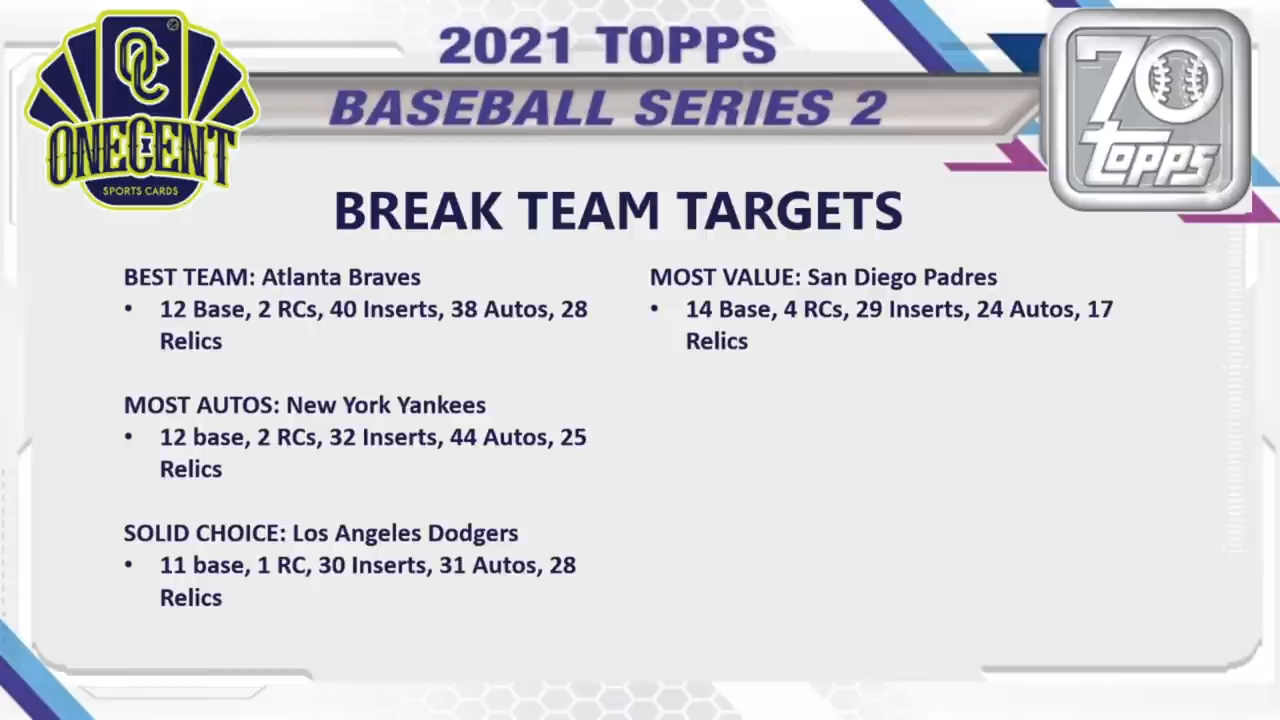 OC
ONECENT
SPORTS CARDS
2021 TOPPS
BASEBALL SERIES 2
70
topps
BREAK TEAM TARGETS
BEST TEAM: Atlanta Braves
• 12 Base, 2 RCs, 40 Inserts, 38 Autos, 28
Relics
MOST AUTOS: New York Yankees
• 12 base, 2 RCs, 32 Inserts, 44 Autos, 25
Relics
SOLID CHOICE: Los Angeles Dodgers
• 11 base, 1 RC, 30 Inserts, 31 Autos, 28
Relics
MOST VALUE: San Diego Padres
• 14 Base, 4 RCs, 29 Inserts, 24 Autos, 17
Relics